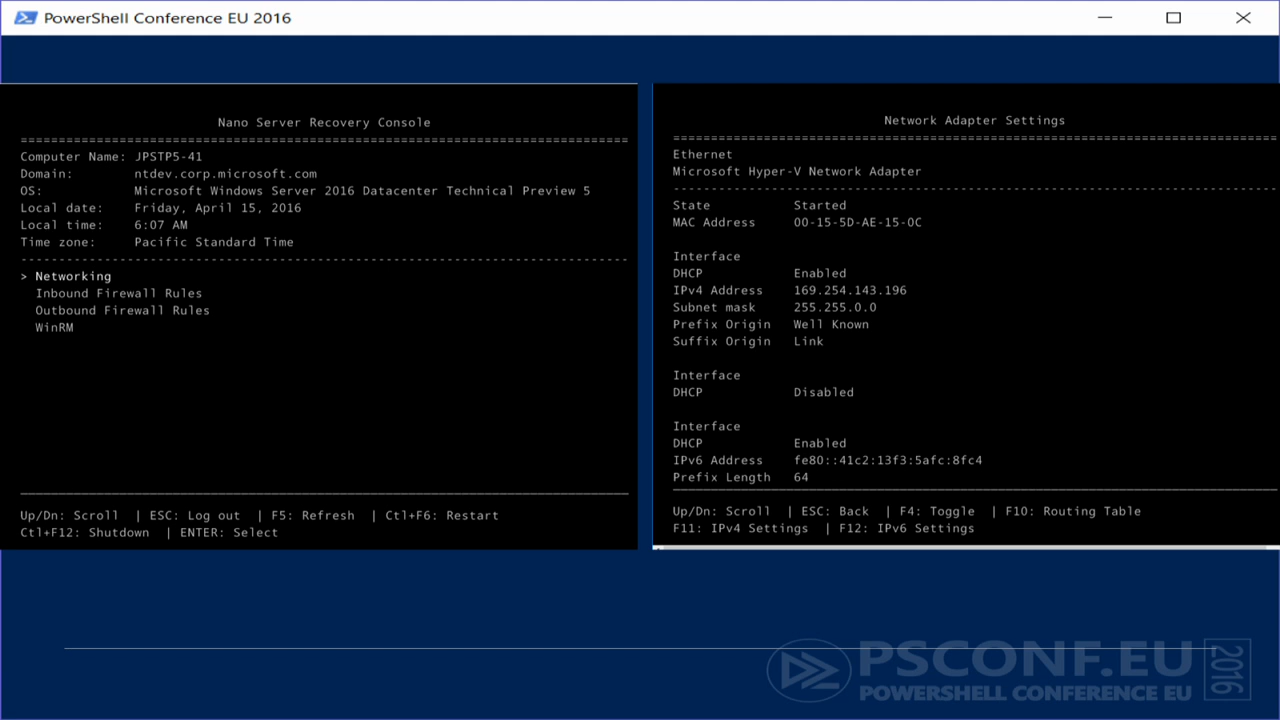 PowerShell Conference EU 2016
Nano Server Recovery Console
================================================================================
Computer Name: JPSTP5-41
Domain: ntdev.corp.microsoft.com
OS: Microsoft Windows Server 2016 Datacenter Technical Preview 5
Local date: Friday, April 15, 2016
Local time: 6:07 AM
Time zone: Pacific Standard Time
--------------------------------------------------------------------------------
> Networking
Inbound Firewall Rules
Outbound Firewall Rules
WinRM
Up/Dn: Scroll | ESC: Log out | F5: Refresh | Ctl+F6: Restart
Ctl+F12: Shutdown | ENTER: Select
Network Adapter Settings
================================================================================
Ethernet
Microsoft Hyper-V Network Adapter
--------------------------------------------------------------------------------
State Started
MAC Address 00-15-5D-AE-15-0C
Interface
DHCP Enabled
IPv4 Address 169.254.143.196
Subnet mask 255.255.0.0
Prefix Origin Well Known
Suffix Origin Link
Interface
DHCP Disabled
Interface
DHCP Enabled
IPv6 Address fe80::41c2:13f3:5afc:8fc4
Prefix Length 64
Up/Dn: Scroll | ESC: Back | F4: Toggle | F10: Routing Table
F11: IPv4 Settings | F12: IPv6 Settings
PSCONF.EU
POWERSHELL CONFERENCE EU
2016